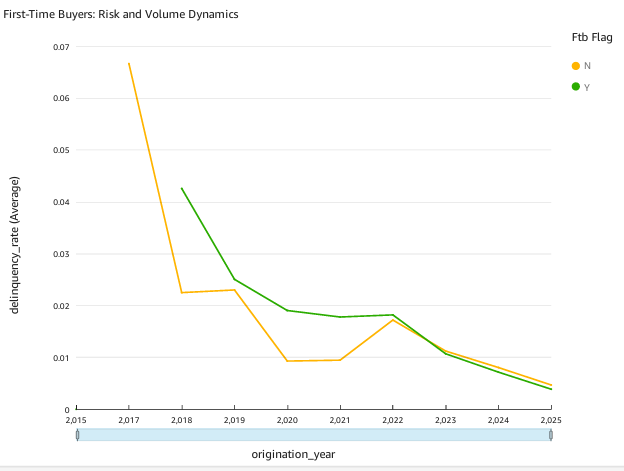 First-Time Buyers: Risk and Volume Dynamics
Ftb Flag
N
Y
delinquency_rate (Average)
0.07
0.06
0.05
0.04
0.03
0.02
0.01
0
2,015 2,017 2,018 2,019 2,020 2,021 2,022 2,023 2,024 2,025
origination_year